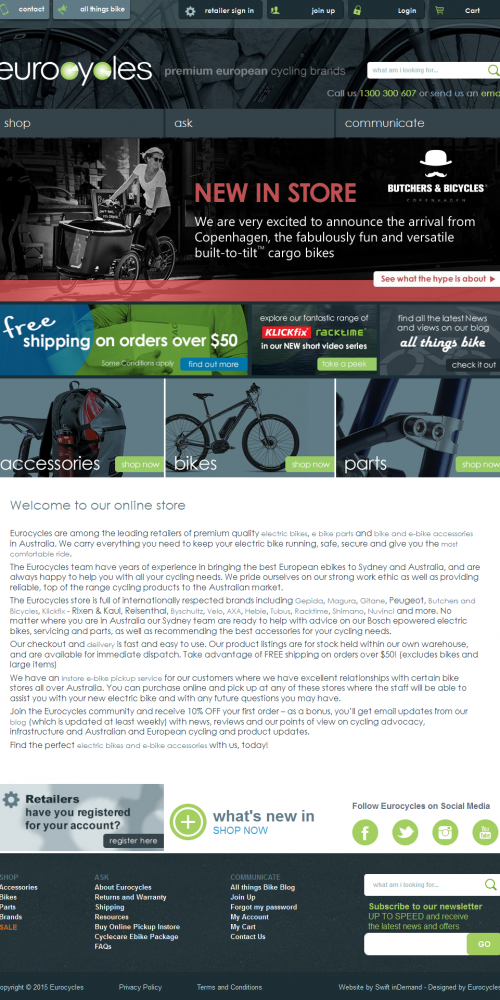 contact
all things bike
retailer sign in
join up
Login
Cart
eurocycles
premium european cycling brands
what am i looking for...
Call us 1300 300 607 or send us an ema
shop
ask
communicate
BUTCHERS & BICYCLES
COPENHAGEN
NEW IN STORE
We are very excited to announce the arrival from
Copenhagen, the fabulously fun and versatile
built-to-tilt™ cargo bikes
See what the hype is about
free
shipping on orders over $50
Same Conditions apply
find out more
explore our fantastic range of
KLICKfix racktime
in our NEW short video series
take a peek
find all the latest News
and views on our blog
all things bike
check it out
accessories
shop now
bikes
shop now
parts
shop now
Welcome to our online store
Eurocycles are among the leading retailers of premium quality electric bikes, e bike parts and bike and e-bike accessories
in Australia. We carry everything you need to keep your electric bike running, safe, secure and give you the most
comfortable ride.
The Eurocycles team have years of experience in bringing the best European ebikes to Sydney and Australia, and are
always happy to help you with all your cycling needs. We pride ourselves on our strong work ethic as well as providing
reliable, top of the range cycling products to the Australian market.
The Eurocycles store is full of internationally respected brands including Gepida, Magura, Gitane, Peugeot, Butchers and
Bicycles, Klickfix - Rixen & Kaul, Reisenthal, Byschultz, Velo, AXA, Hebie, Tubus, Racktime, Shimano, Nuvinci and more. No
matter where you are in Australia our Sydney team are ready to help with advice on our Bosch epowered electric
bikes, servicing and parts, as well as recommending the best accessories for your cycling needs.
Our checkout and delivery is fast and easy to use. Our product listings are for stock held within our own warehouse,
and are available for immediate dispatch. Take advantage of FREE shipping on orders over $50! (excludes bikes and
large items)
We have an instore e-bike pickup service for our customers where we have excellent relationships with certain bike
stores all over Australia. You can purchase online and pick up at any of these stores where the staff will be able to
assist you with your new electric bike and with any future questions you may have.
Join the Eurocycles community and receive 10% OFF your first order – as a bonus, you'll get email updates from our
blog (which is updated at least weekly) with news, reviews and our points of view on cycling advocacy,
infrastructure and Australian and European cycling and product updates.
Find the perfect electric bikes and e-bike accessories with us, today!
Retailers
have you registered
for your account?
register here
what's new in
SHOP NOW
Follow Eurocycles on Social Media
You
Tube
SHOP
Accessories
Bikes
Parts
Brands
SALE
ASK
About Eurocycles
Returns and Warranty
Shipping
Resources
Buy Online Pickup Instore
Cyclecare Ebike Package
FAQs
COMMUNICATE
All things Bike Blog
Join Up
Forgot my password
My Account
My Cart
Contact Us
what am i looking for...
Subscribe to our newsletter
UP TO SPEED and receive
the latest news and offers
GO
opyright © 2015 Eurocycles
Privacy Policy
Terms and Conditions
Website by Swift inDemand - Designed by Eurocycles